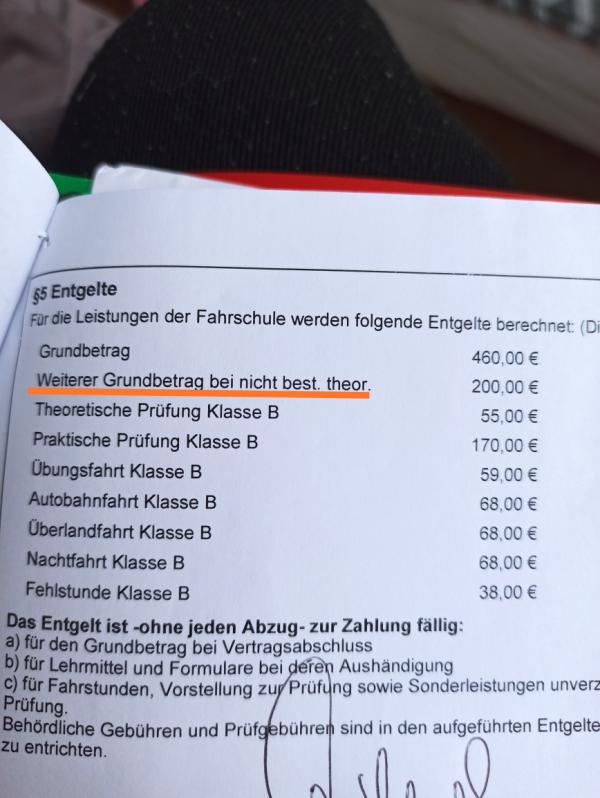 §5 Entgelte
Für die Leistungen der Fahrschule werden folgende Entgelte berechnet: (Di
Grundbetrag 460,00 €
Weiterer Grundbetrag bei nicht best. theor. 200,00 €
Theoretische Prüfung Klasse B 55,00 €
Praktische Prüfung Klasse B 170,00 €
Übungsfahrt Klasse B 59,00 €
Autobahnfahrt Klasse B 68,00 €
Überlandfahrt Klasse B 68,00 €
Nachtfahrt Klasse B 68,00 €
Fehlstunde Klasse B 38,00 €
Das Entgelt ist -ohne jeden Abzug- zur Zahlung fällig:
a) für den Grundbetrag bei Vertragsabschluss
b) für Lehrmittel und Formulare bei deren Aushändigung
c) für Fahrstunden, Vorstellung zur Prüfung sowie Sonderleistungen unverz
Prüfung.
Behördliche Gebühren und Prüfgebühren sind in den aufgeführten Entgelte
zu entrichten.